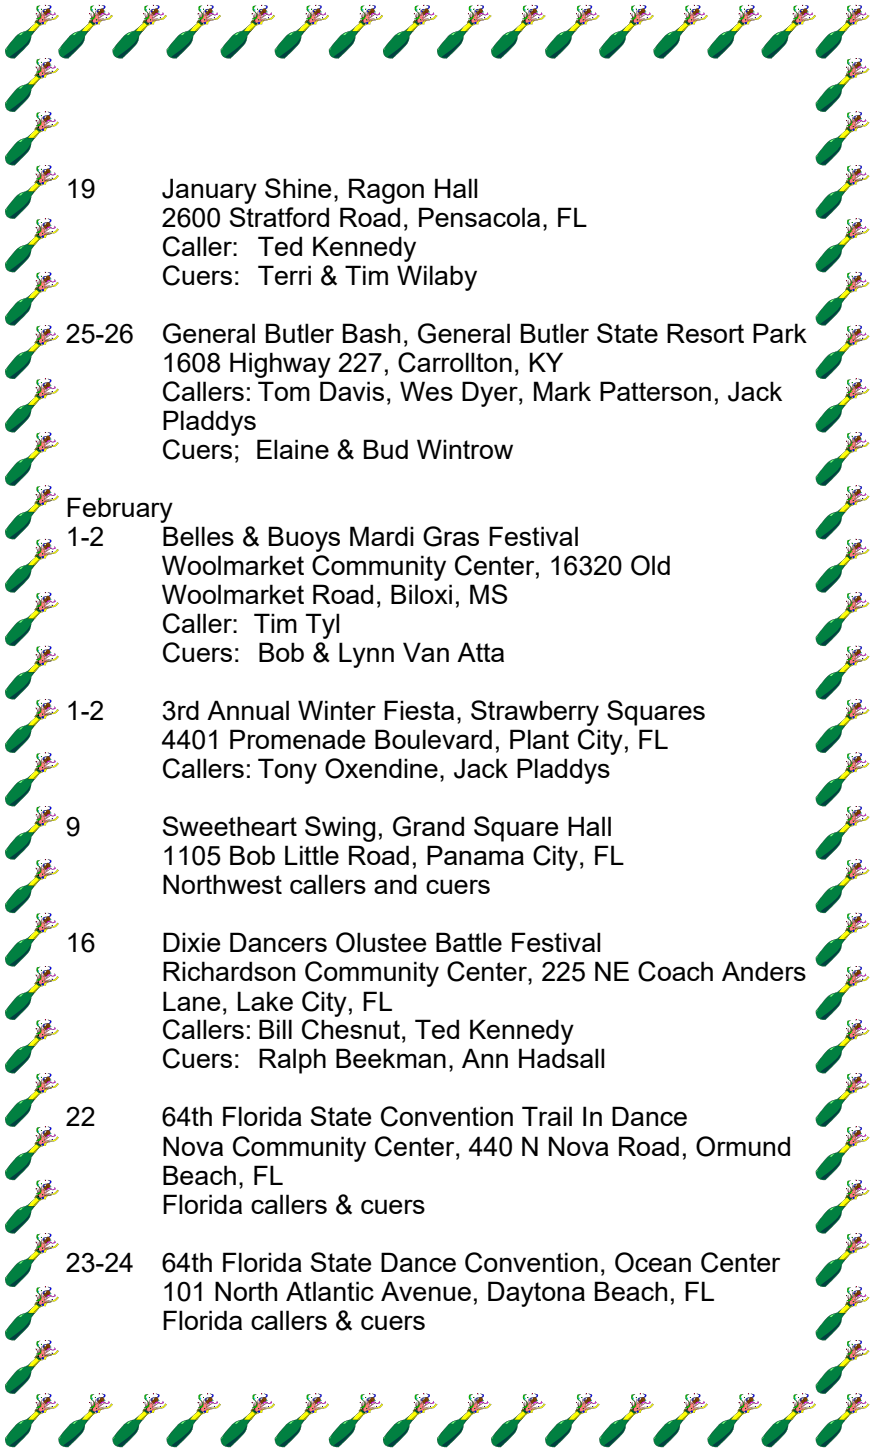 19 January Shine, Ragon Hall
2600 Stratford Road, Pensacola, FL
Caller: Ted Kennedy
Cuers: Terri & Tim Wilaby
25-26 General Butler Bash, General Butler State Resort Park
1608 Highway 227, Carrollton, KY
Callers: Tom Davis, Wes Dyer, Mark Patterson, Jack
Pladdys
Cuers; Elaine & Bud Wintrow
February
1-2 Belles & Buoys Mardi Gras Festival
Woolmarket Community Center, 16320 Old
Woolmarket Road, Biloxi, MS
Caller: Tim Tyl
Cuers: Bob & Lynn Van Atta
1-2 3rd Annual Winter Fiesta, Strawberry Squares
4401 Promenade Boulevard, Plant City, FL
Callers: Tony Oxendine, Jack Pladdys
9 Sweetheart Swing, Grand Square Hall
1105 Bob Little Road, Panama City, FL
Northwest callers and cuers
16 Dixie Dancers Olustee Battle Festival
Richardson Community Center, 225 NE Coach Anders
Lane, Lake City, FL
Callers: Bill Chesnut, Ted Kennedy
Cuers: Ralph Beekman, Ann Hadsall
22 64th Florida State Convention Trail In Dance
Nova Community Center, 440 N Nova Road, Ormund
Beach, FL
Florida callers & cuers
23-24 64th Florida State Dance Convention, Ocean Center
101 North Atlantic Avenue, Daytona Beach, FL
Florida callers & cuers